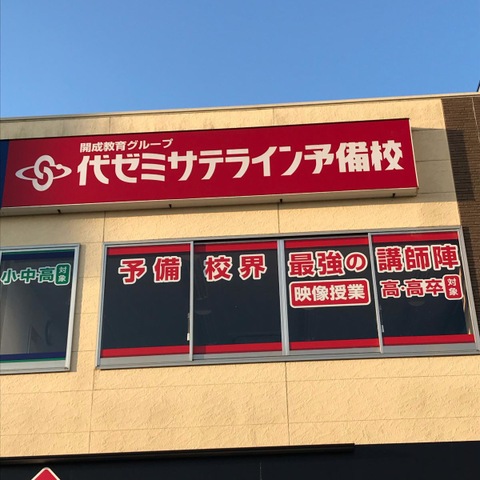 開成教育グループ
代ゼミサテライン予備校
小・中・高 対象
予備校界 最強の講師陣
映像授業 高・高卒 対象